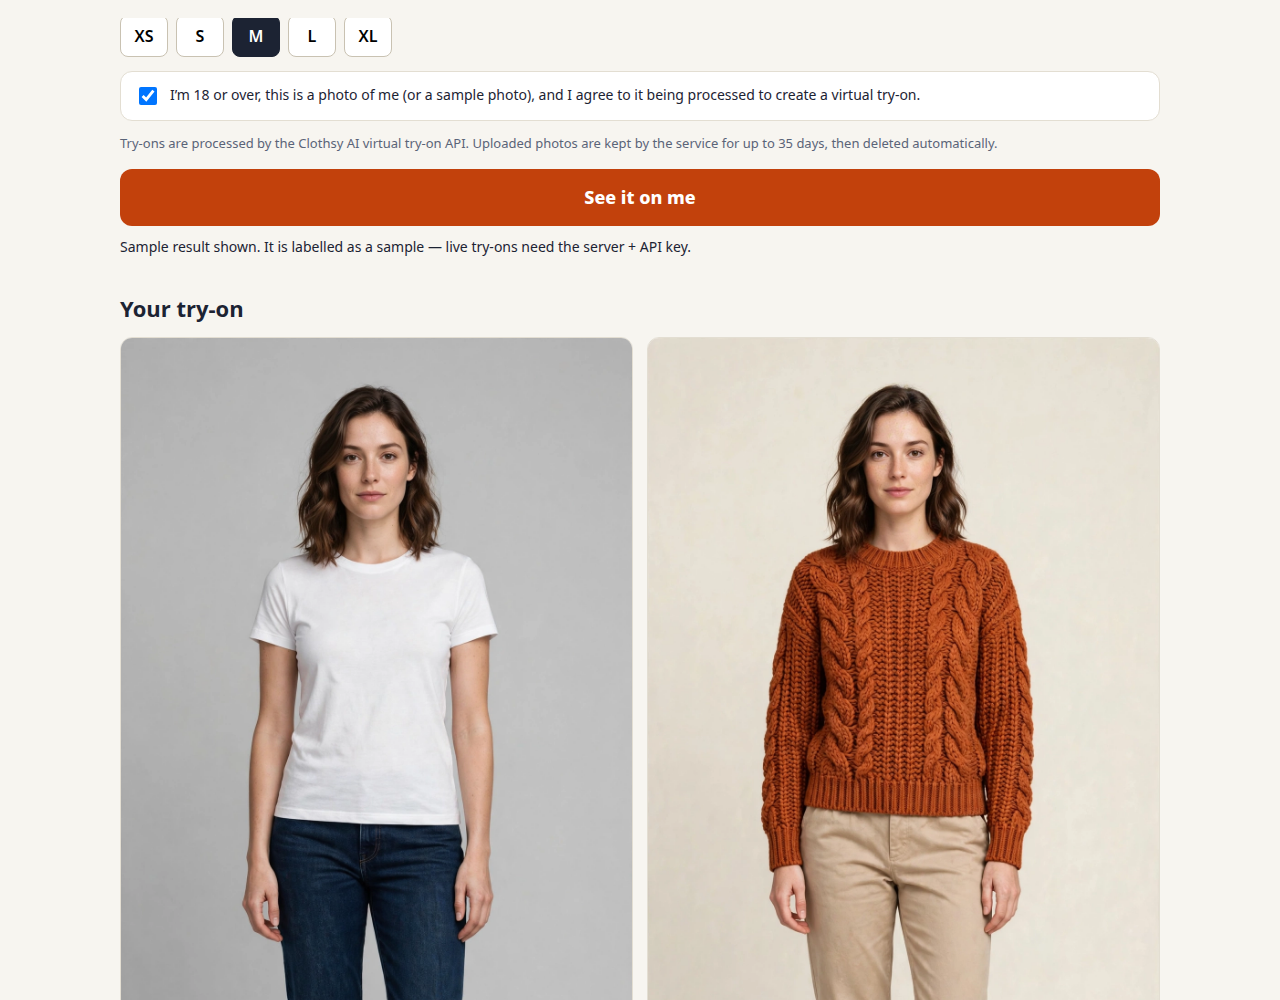 XS S M L XL
I’m 18 or over, this is a photo of me (or a sample photo), and I agree to it being processed to create a virtual try-on.
Try-ons are processed by the Clothsy AI virtual try-on API. Uploaded photos are kept by the service for up to 35 days, then deleted automatically.
See it on me
Sample result shown. It is labelled as a sample — live try-ons need the server + API key.
Your try-on